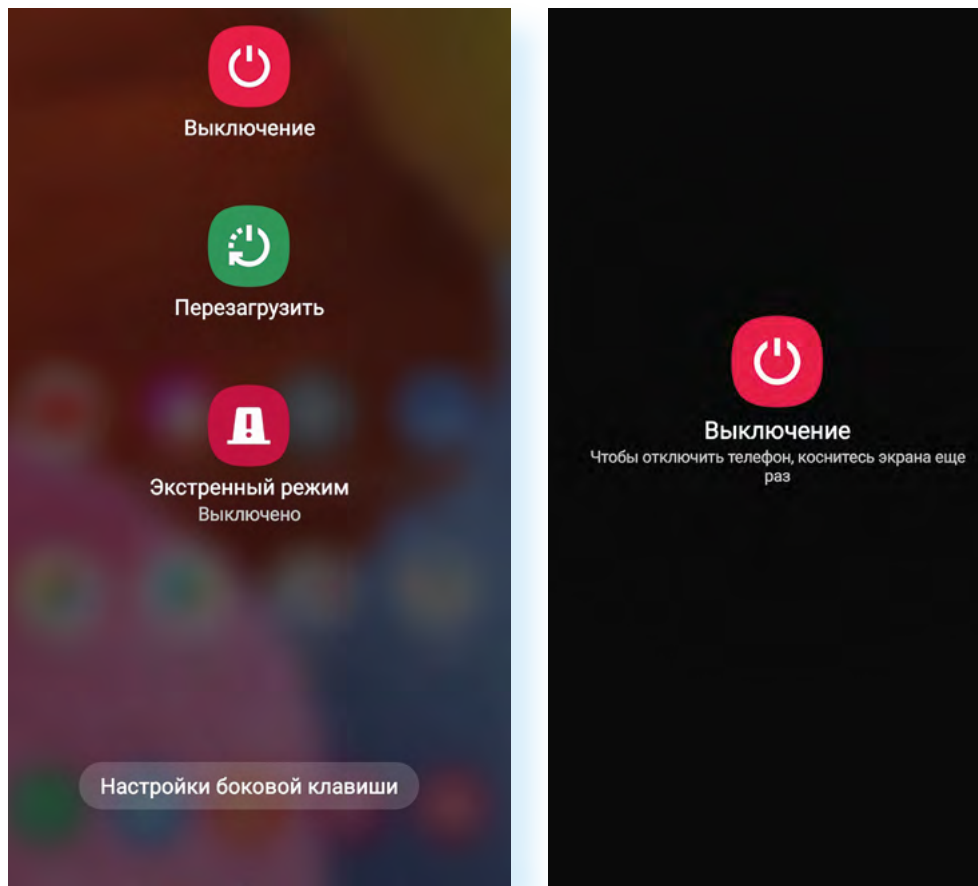 Выключение
Перезагрузить
Экстренный режим
Выключено
Настройки боковой клавиши
Выключение
Чтобы отключить телефон, коснитесь экрана еще
раз